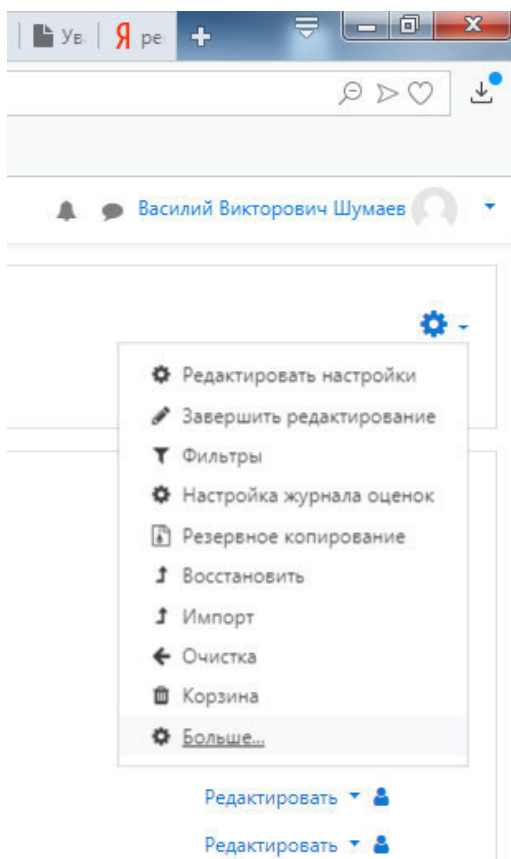 Ув
Я ре
Василий Викторович Шумаев
Редактировать настройки
Завершить редактирование
Фильтры
Настройка журнала оценок
Резервное копирование
Восстановить
Импорт
Очистка
Корзина
Больше...
Редактировать
Редактировать